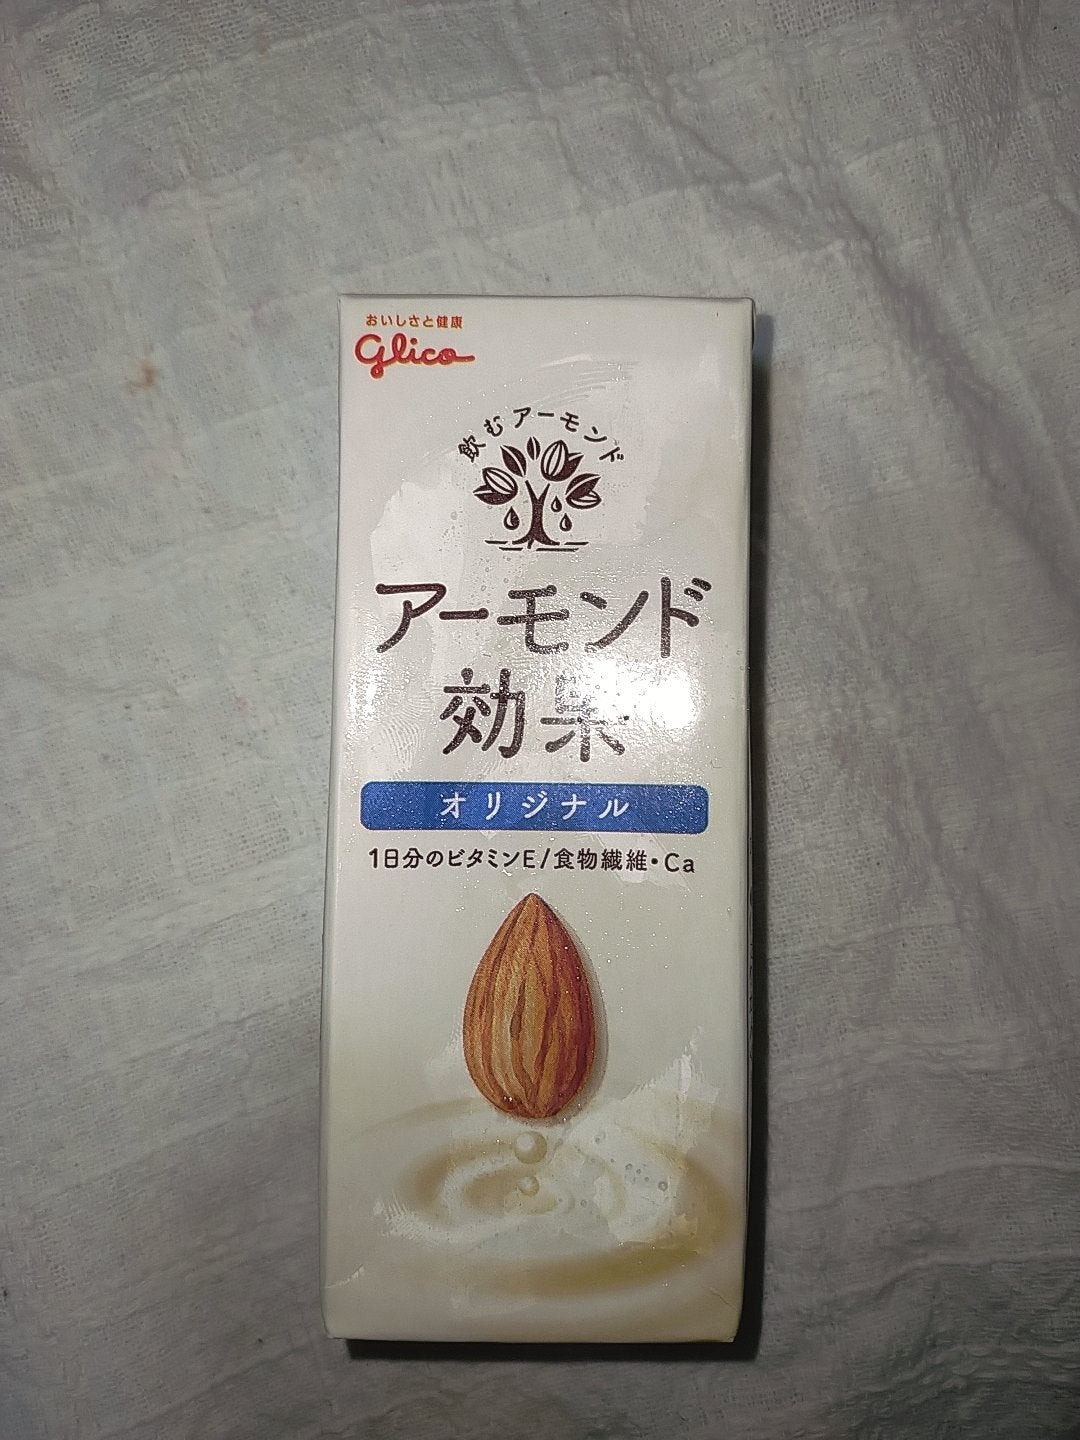 おいしさと健康
glico
飲むアーモンド
アーモンド
効果
オリジナル
1日分のビタミンE/食物繊維・Ca